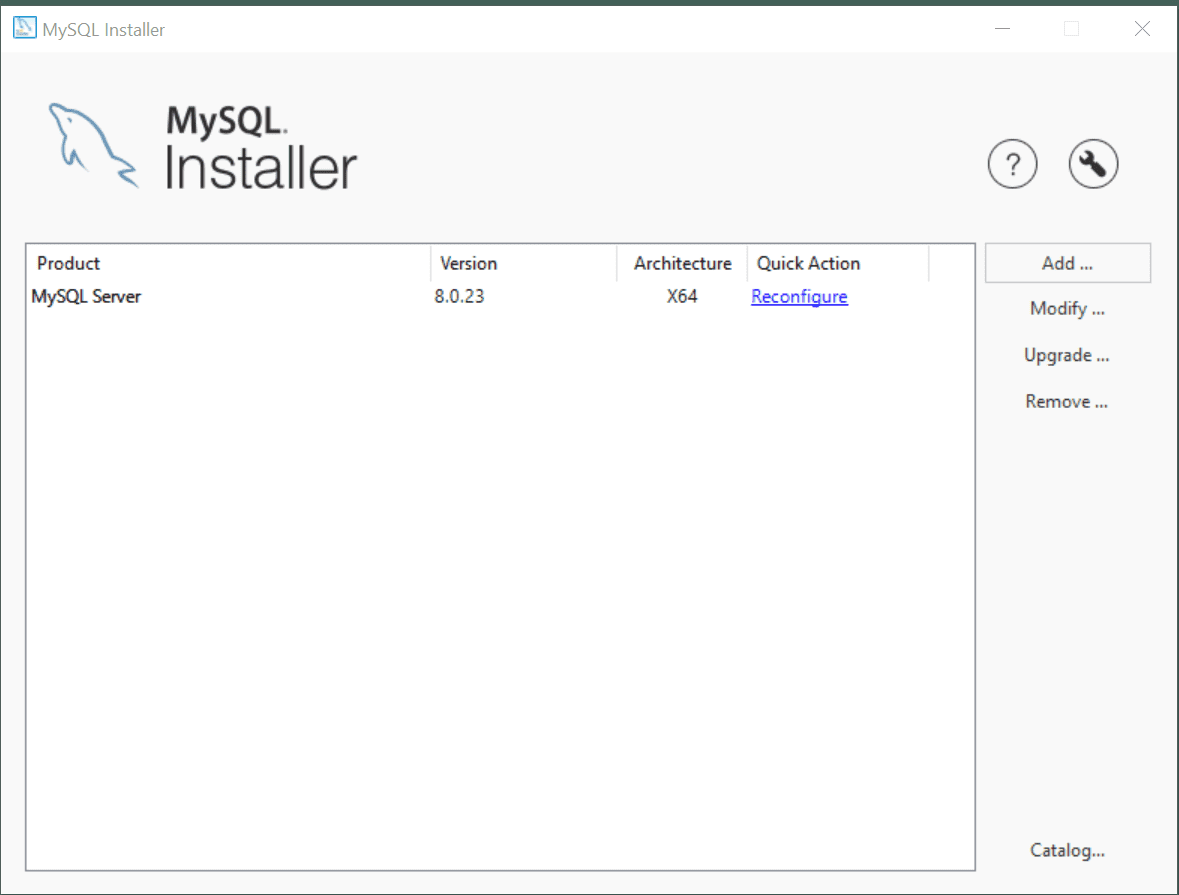 MySQL Installer
MySQL.
Installer
?
Product Version Architecture Quick Action
MySQL Server 8.0.23 X64 Reconfigure
Add ...
Modify ...
Upgrade ...
Remove ...
Catalog...